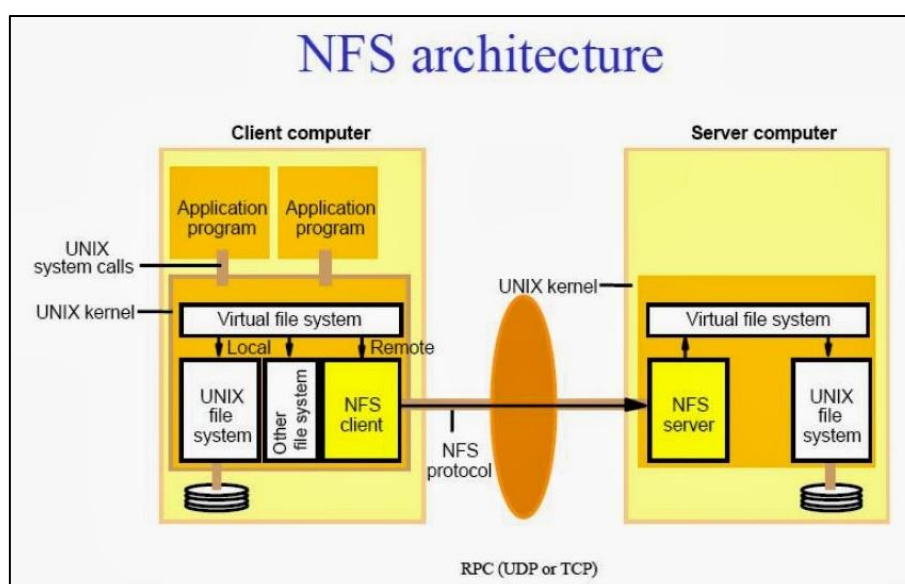 NFS architecture
Client computer
Server computer
Application
program
Application
program
UNIX
system calls
UNIX kernel
Virtual file system
Local
Remote
UNIX
file
system
Other
file system
NFS
client
NFS
protocol
UNIX kernel
Virtual file system
NFS
server
UNIX
file
system
RPC (UDP or TCP)